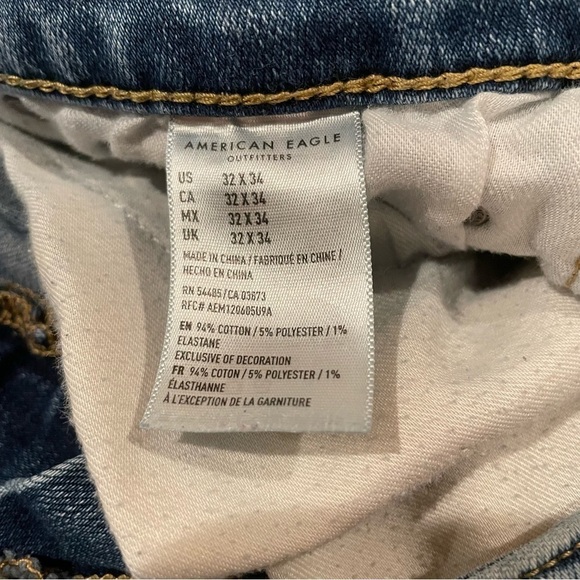 AMERICAN EAGLE
OUTFITTERS
US 32 X 34
CA 32 X 34
MX 32 X 34
UK 32 X 34
MADE IN CHINA / FABRIQUÉ EN CHINE /
HECHO EN CHINA
RN 54485 / CA 03673
RFC# AEM120605U9A
EN 94% COTTON / 5% POLYESTER / 1%
ELASTANE
EXCLUSIVE OF DECORATION
FR 94% COTON / 5% POLYESTER / 1%
ÉLASTHANNE
À L'EXCEPTION DE LA GARNITURE